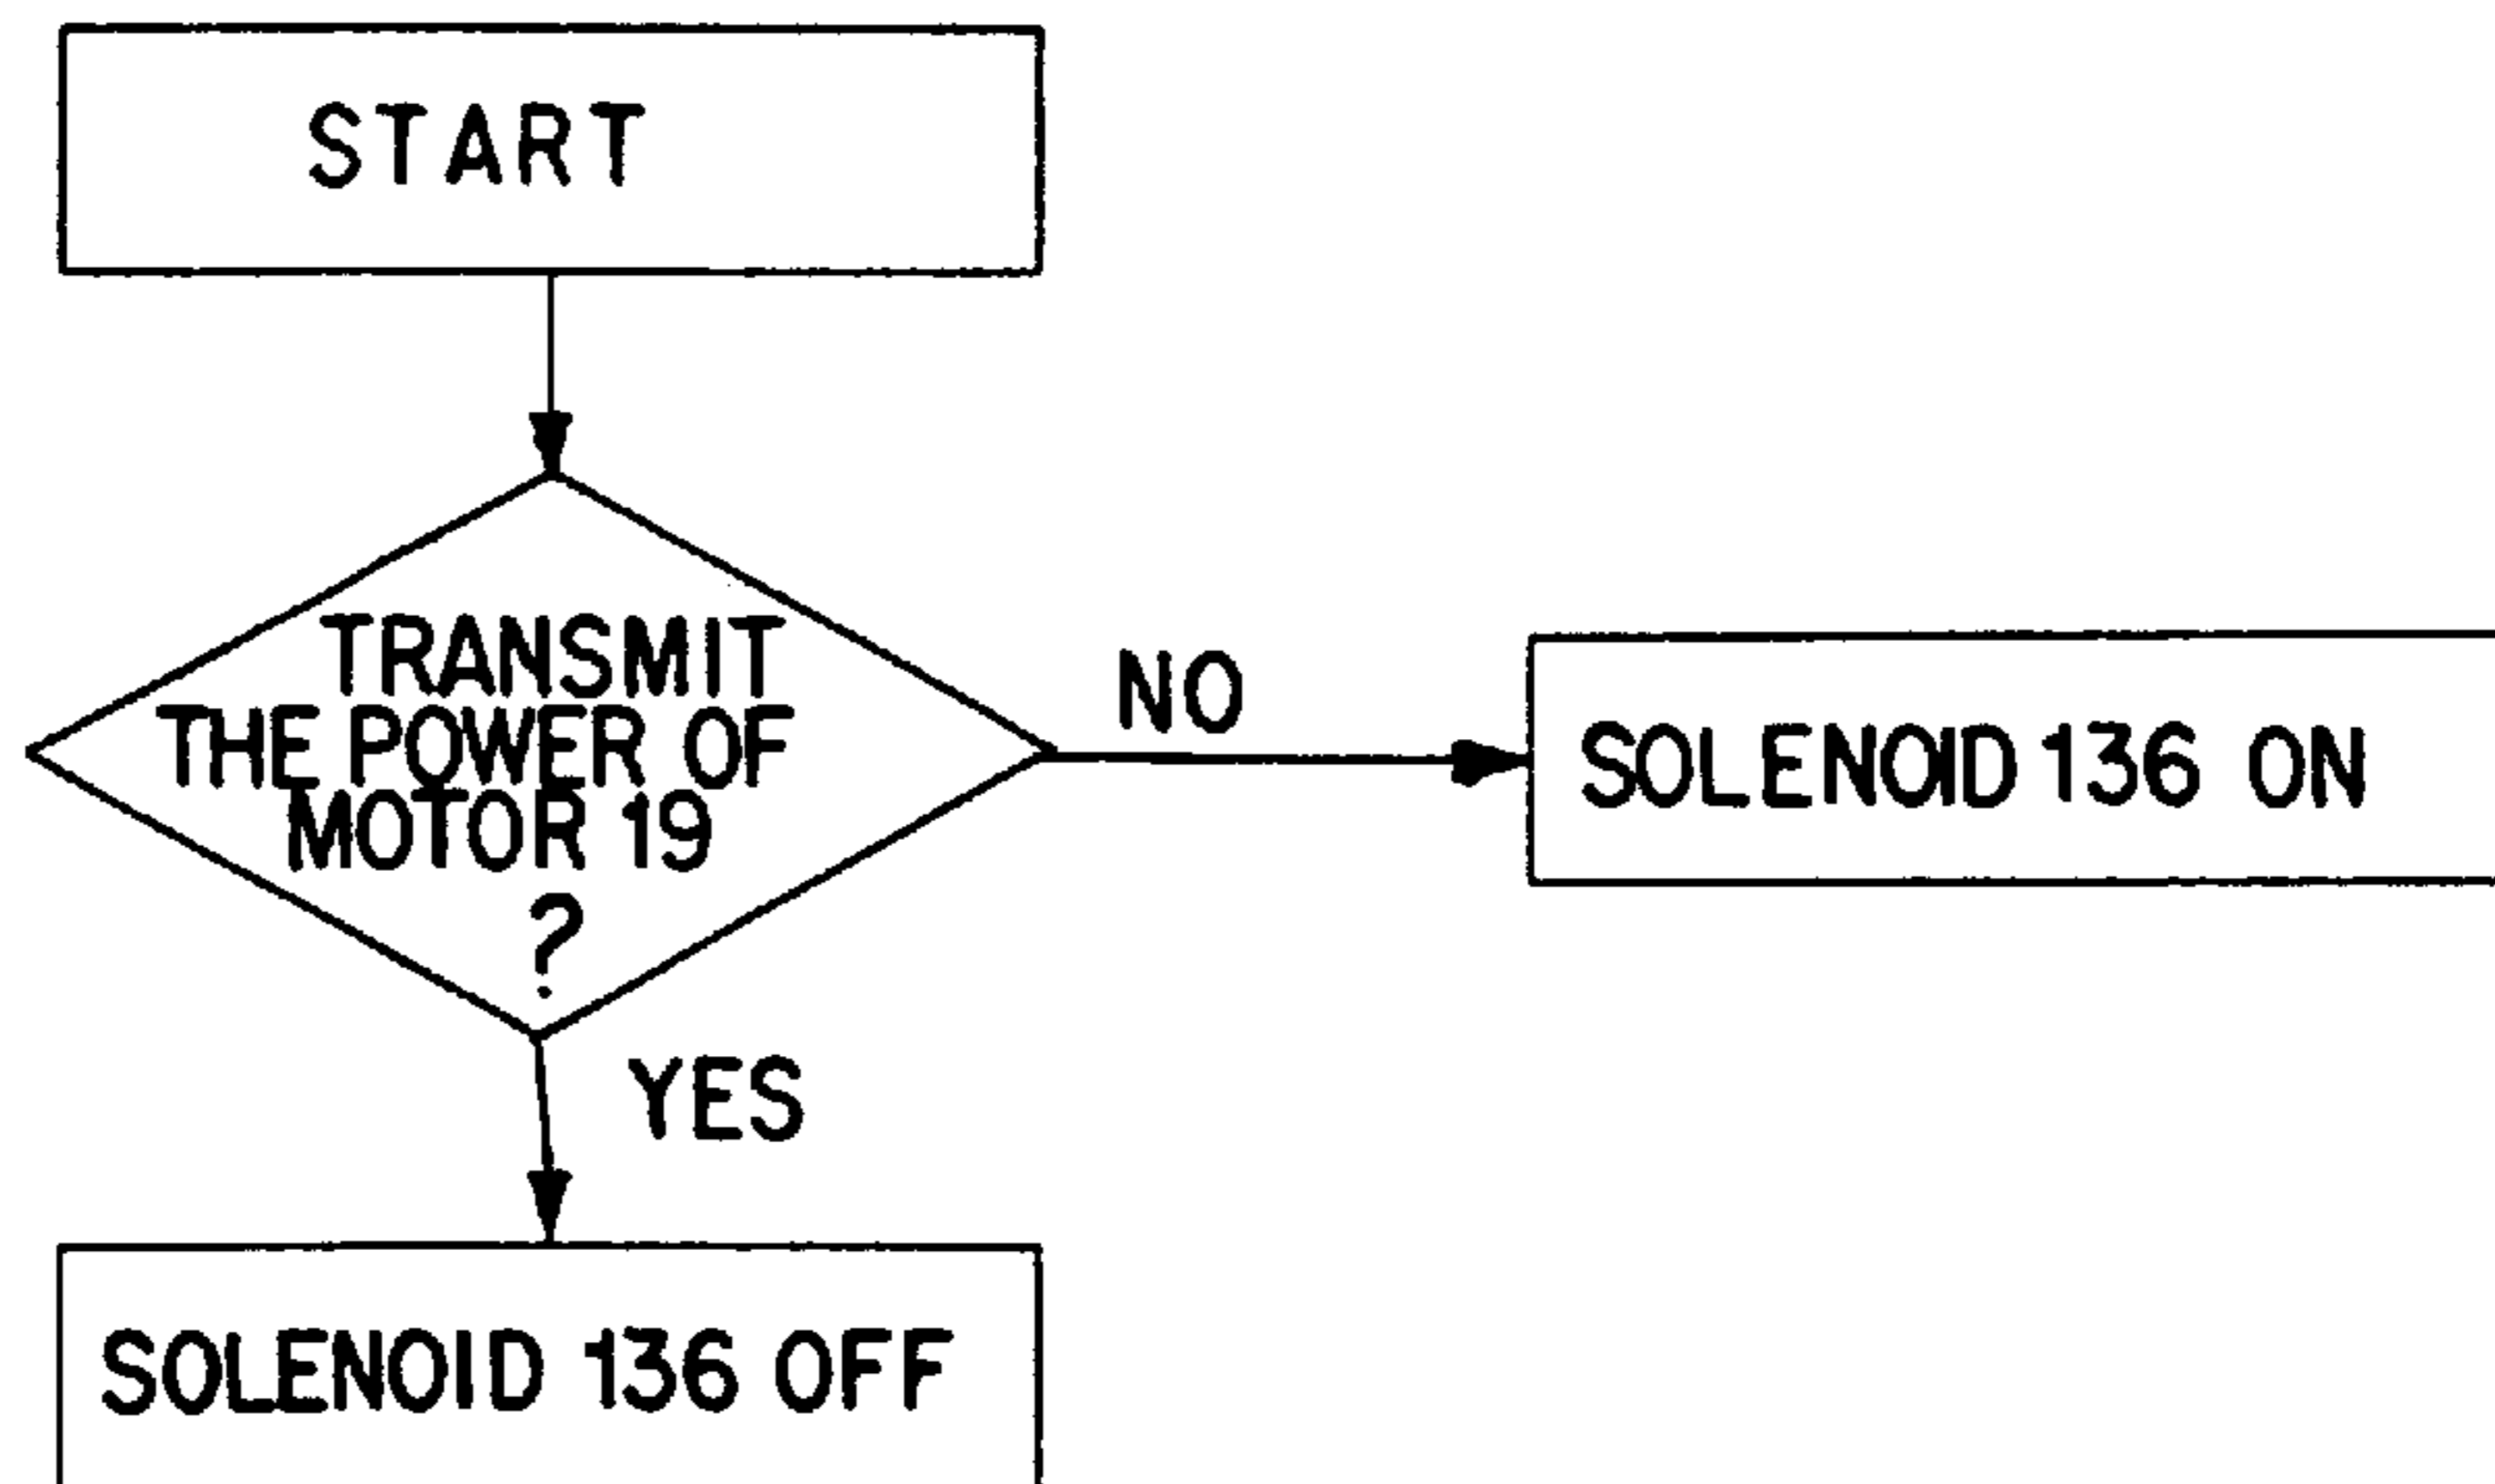 START
TRANSMIT
THE POWER OF
MOTOR 19
?
NO
SOLENOID 136 ON
YES
SOLENOID 136 OFF